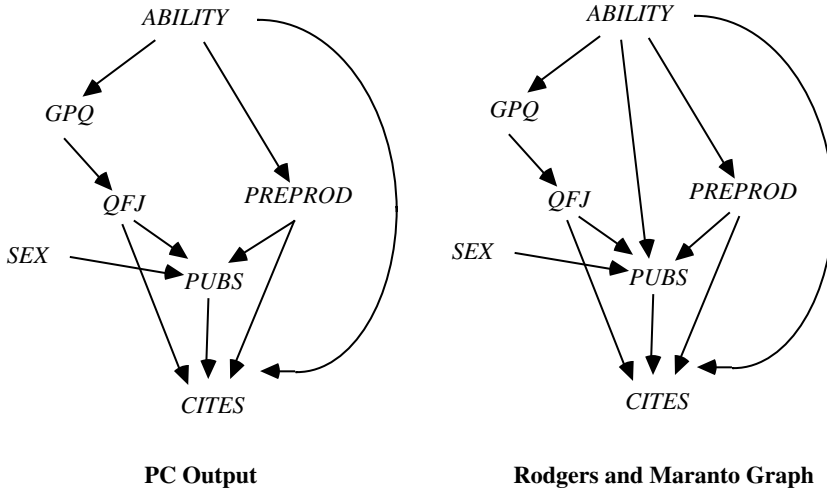 ABILITY
GPQ
QFJ
PREPROD
SEX
PUBS
CITES
PC Output
ABILITY
GPQ
QFJ
PREPROD
SEX
PUBS
CITES
Rodgers and Maranto Graph